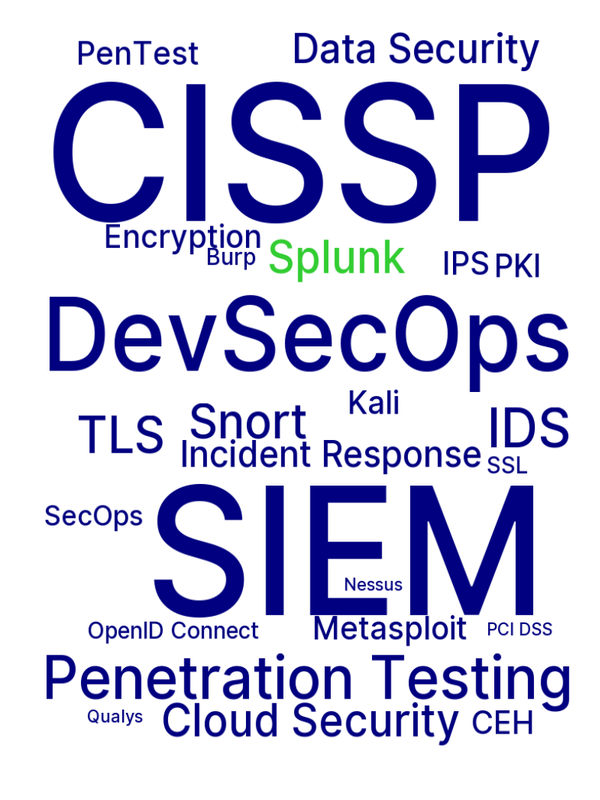 PenTest Data Security
CISSP
Encryption
Burp Splunk IPS PKI
DevSecOps
Kali
TLS Snort IDS
Incident Response SSL
SIEM
SecOps
Nessus
OpenID Connect Metasploit PCI DSS
Penetration Testing
Qualys Cloud Security CEH